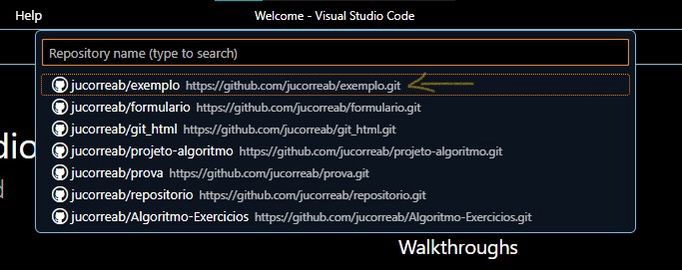 Help Welcome - Visual Studio Code
Repository name (type to search)
jucorreab/exemplo https://github.com/jucorreab/exemplo.git
jucorreab/formulario https://github.com/jucorreab/formulario.git
jucorreab/git_html https://github.com/jucorreab/git_html.git
dio
jucorreab/projeto-algoritmo https://github.com/jucorreab/projeto-algoritmo.git
jucorreab/prova https://github.com/jucorreab/prova.git
d
jucorreab/repositorio https://github.com/jucorreab/repositorio.git
jucorreab/Algoritmo-Exercicios https://github.com/jucorreab/Algoritmo-Exercicios.git
Walkthroughs